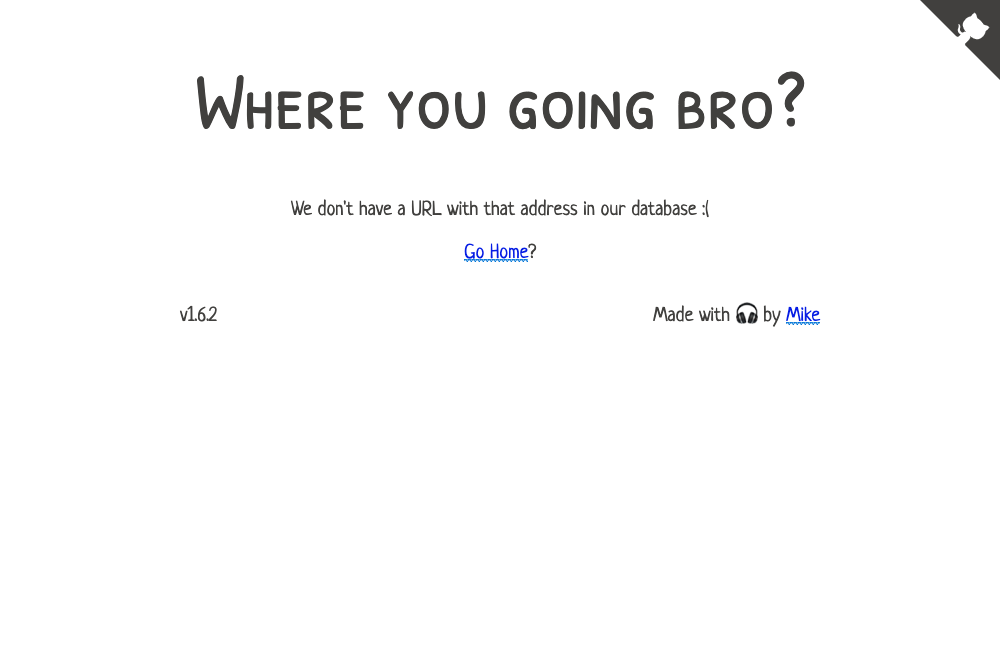 Where you going bro?
We don't have a URL with that address in our database :(
Go Home?
v1.6.2
Made with 🎧 by Mike